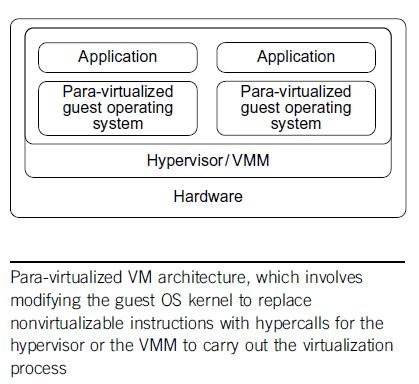 Application
Application
Para-virtualized
guest operating
system
Para-virtualized
guest operating
system
Hypervisor/VMM
Hardware
Para-virtualized VM architecture, which involves
modifying the guest OS kernel to replace
nonvirtualizable instructions with hypercalls for the
hypervisor or the VMM to carry out the virtualization
process